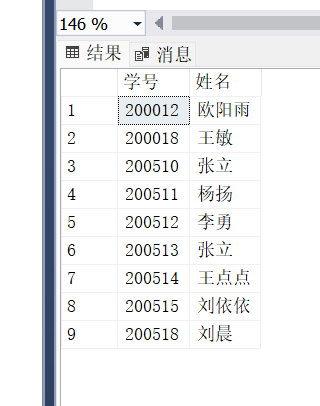 146 %
结果 消息
学号 姓名
1 200012 欧阳雨
2 200018 王敏
3 200510 张立
4 200511 杨扬
5 200512 李勇
6 200513 张立
7 200514 王点点
8 200515 刘依依
9 200518 刘晨